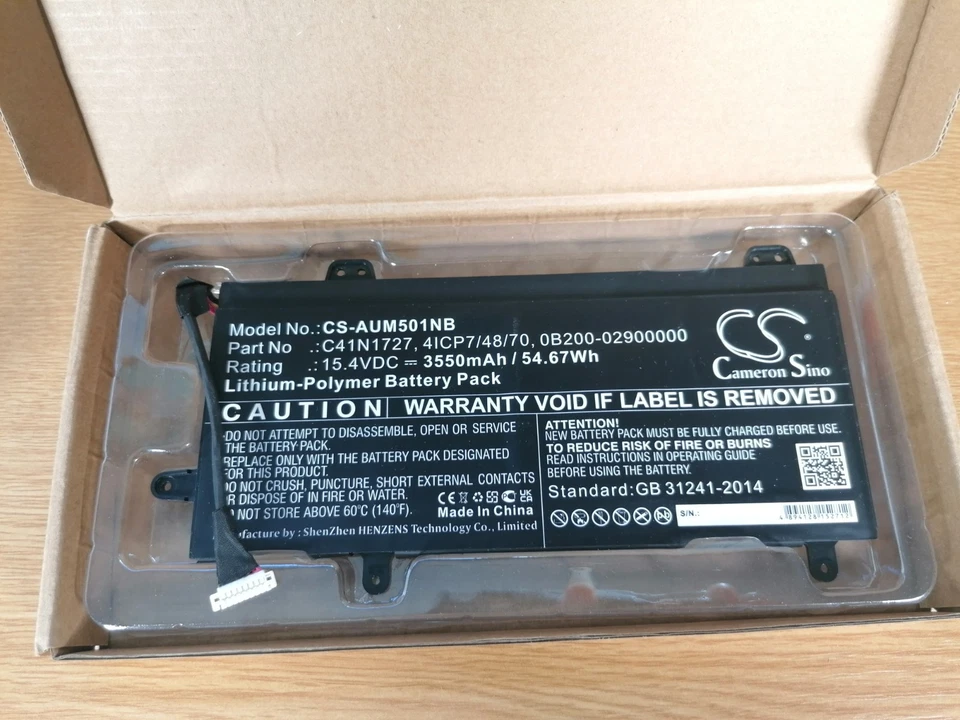 Model No.:CS-AUM501NB
Part No .:C41N1727, 4ICP7/48/70, 0B200-02900000
Rating .:15.4VDC ⎓ 3550mAh / 54.67Wh
Lithium-Polymer Battery Pack
CS
®
Cameron Sino
CAUTION
WARRANTY VOID IF LABEL IS REMOVED
DO NOT ATTEMPT TO DISASSEMBLE, OPEN OR SERVICE
THE BATTERY-PACK.
REPLACE ONLY WITH THE BATTERY PACK DESIGNATED
FOR THIS PRODUCT.
DO NOT CRUSH, PUNCTURE, SHORT EXTERNAL CONTACTS
OR DISPOSE OF IN FIRE OR WATER.
DO NOT STORE ABOVE 60°C (140°F).
CE
Made In China
facture by : ShenZhen HENZENS Technology Co., Limited
ATTENTION!
NEW BATTERY PACK MUST BE FULLY CHARGED BEFORE USE.
TO REDUCE RISK OF FIRE OR BURNS
READ INSTRUCTIONS IN OPERATING GUIDE
BEFORE USING THE BATTERY.
Standard:GB 31241-2014
S/N.: